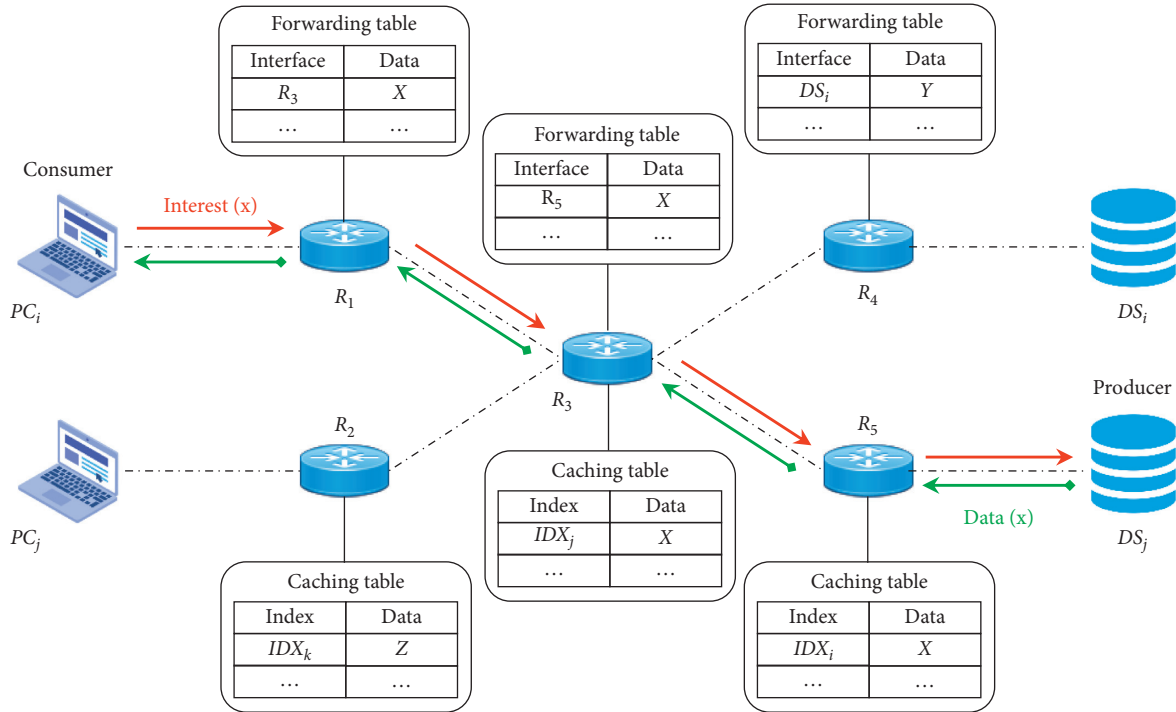 Forwarding table
Interface Data
R₃ X
… …
Forwarding table
Interface Data
DSᵢ Y
… …
Forwarding table
Interface Data
R₅ X
… …
Consumer
Interest (x)
PCᵢ
R₁
R₄
DSᵢ
R₃
Producer
R₂
R₅
PCⱼ
Data (x)
DSⱼ
Caching table
Index Data
IDXⱼ X
… …
Caching table
Index Data
IDXₖ Z
… …
Caching table
Index Data
IDXᵢ X
… …